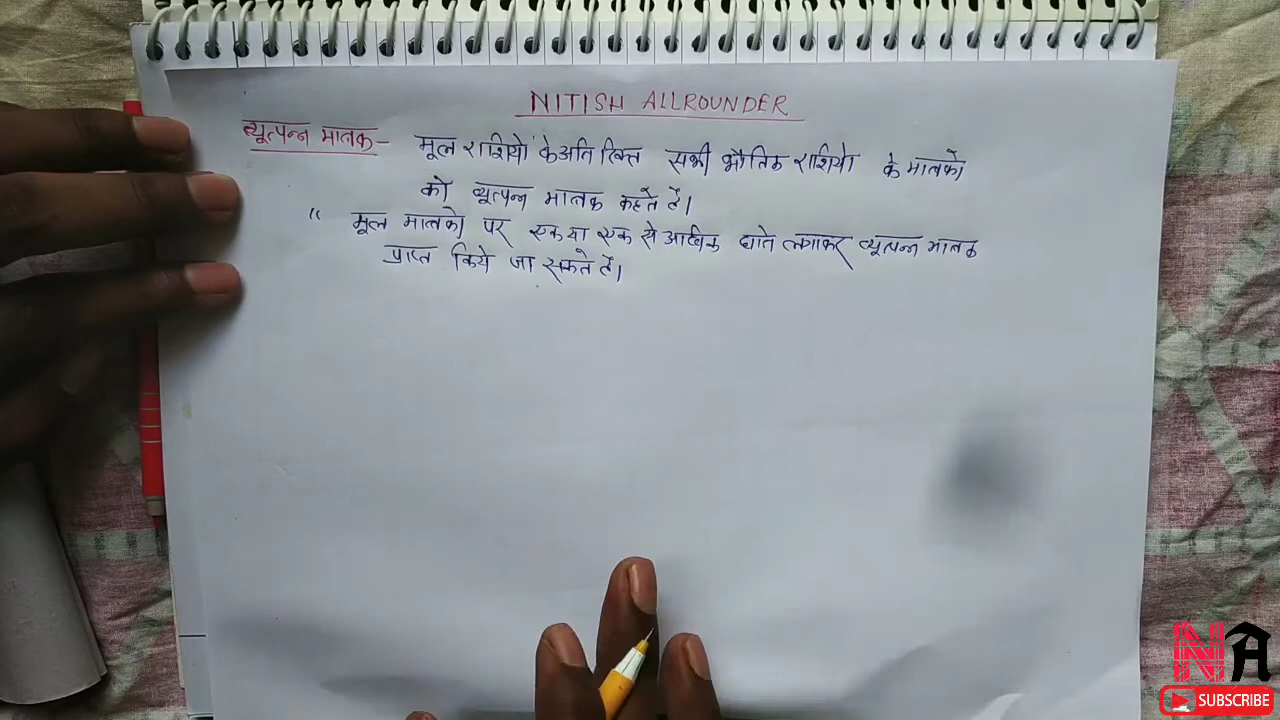 NITISH ALLROUNDER
व्यूत्पन्न मात्रक- मूल राशियों के अतिरिक्त सभी भौतिक राशियों के मात्रकों
को व्यूत्पन्न मात्रक कहते हैं।
" मूल मात्रकों पर एक या एक से अधिक घाते लगाकर व्यूत्पन्न मात्रक
प्राप्त किये जा सकते हैं।
NA
SUBSCRIBE